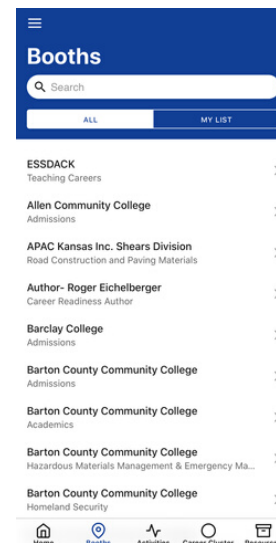 Booths
Search
ALL
MY LIST
ESSDACK
Teaching Careers
Allen Community College
Admissions
APAC Kansas Inc. Shears Division
Road Construction and Paving Materials
Author- Roger Eichelberger
Career Readiness Author
Barclay College
Admissions
Barton County Community College
Admissions
Barton County Community College
Academics
Barton County Community College
Hazardous Materials Management & Emergency Ma...
Barton County Community College
Homeland Security
Home
Booths
Activities
Career Cluster